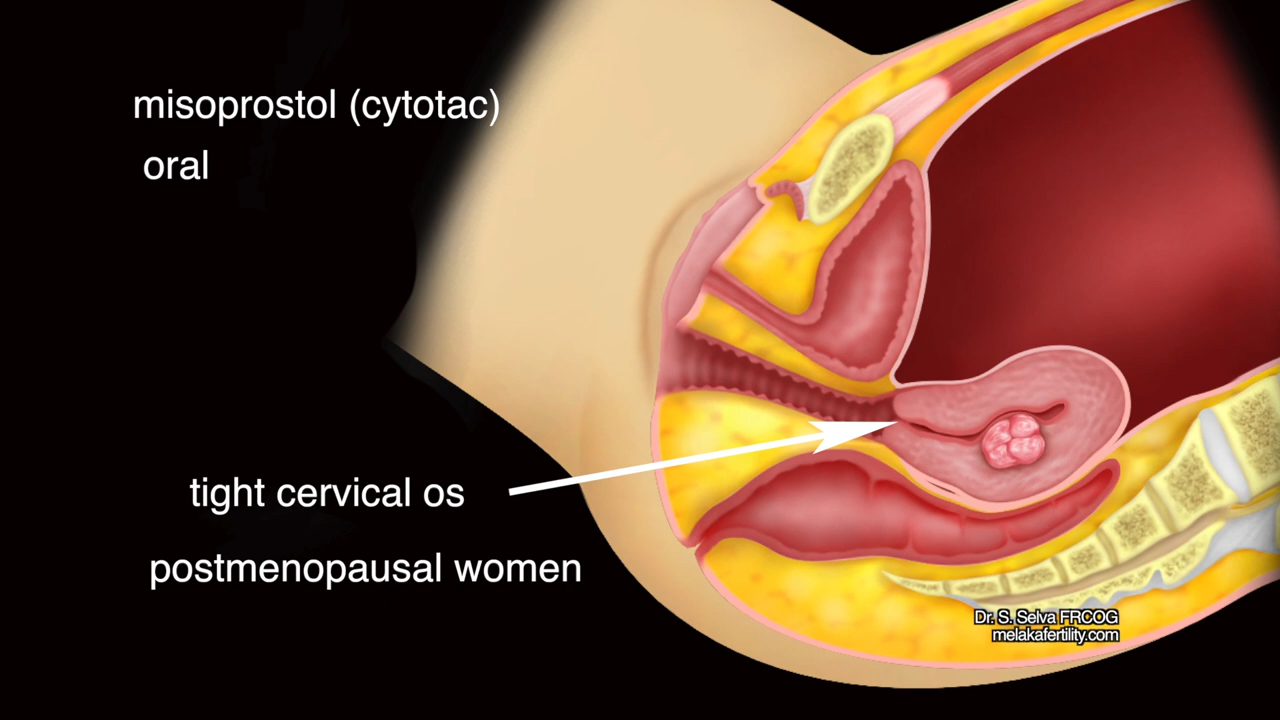 misoprostol (cytotac)
oral
tight cervical os
postmenopausal women
Dr. S. Selva FRCOG
melakafertility.com